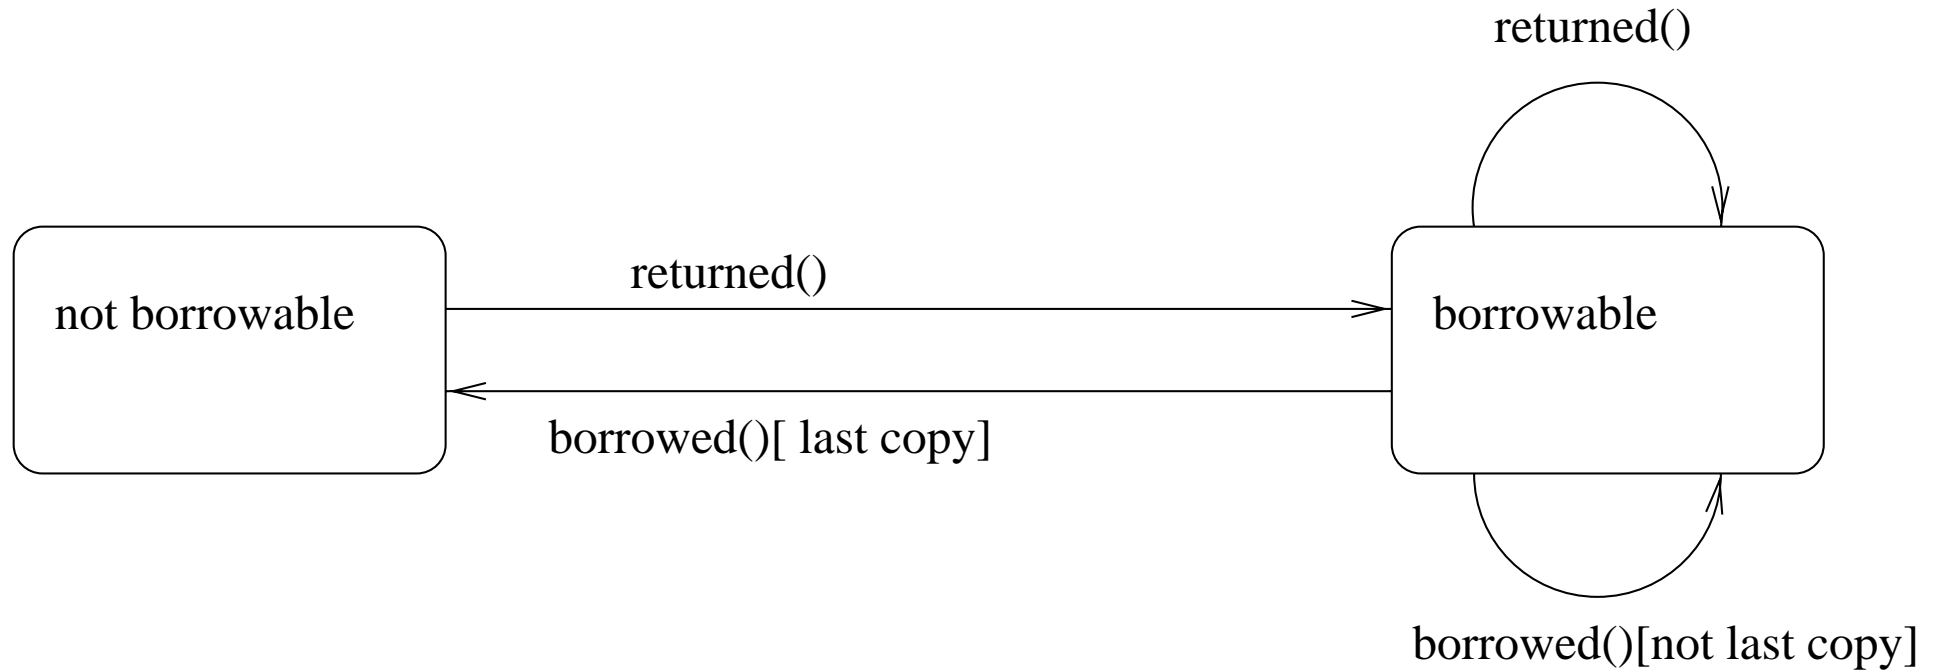 returned()
returned()
not borrowable
borrowable
borrowed()[ last copy]
borrowed()[not last copy]